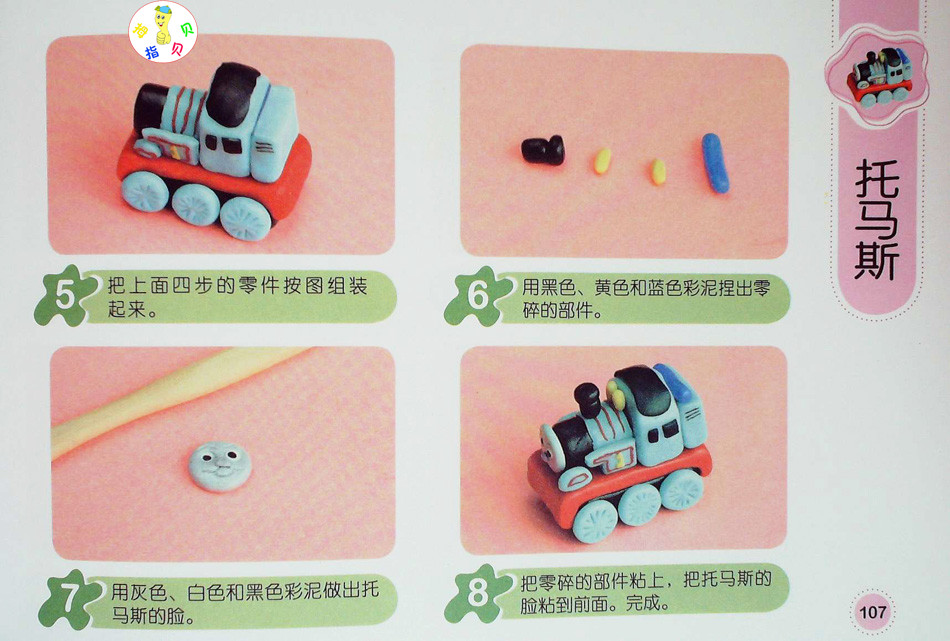 指贝贝
托马斯
5
把上面四步的零件按图组装
起来。
6
用黑色、黄色和蓝色彩泥捏出零
碎的部件。
7
用灰色、白色和黑色彩泥做出托
马斯的脸。
8
把零碎的部件粘上，把托马斯的
脸粘到前面。完成。
107